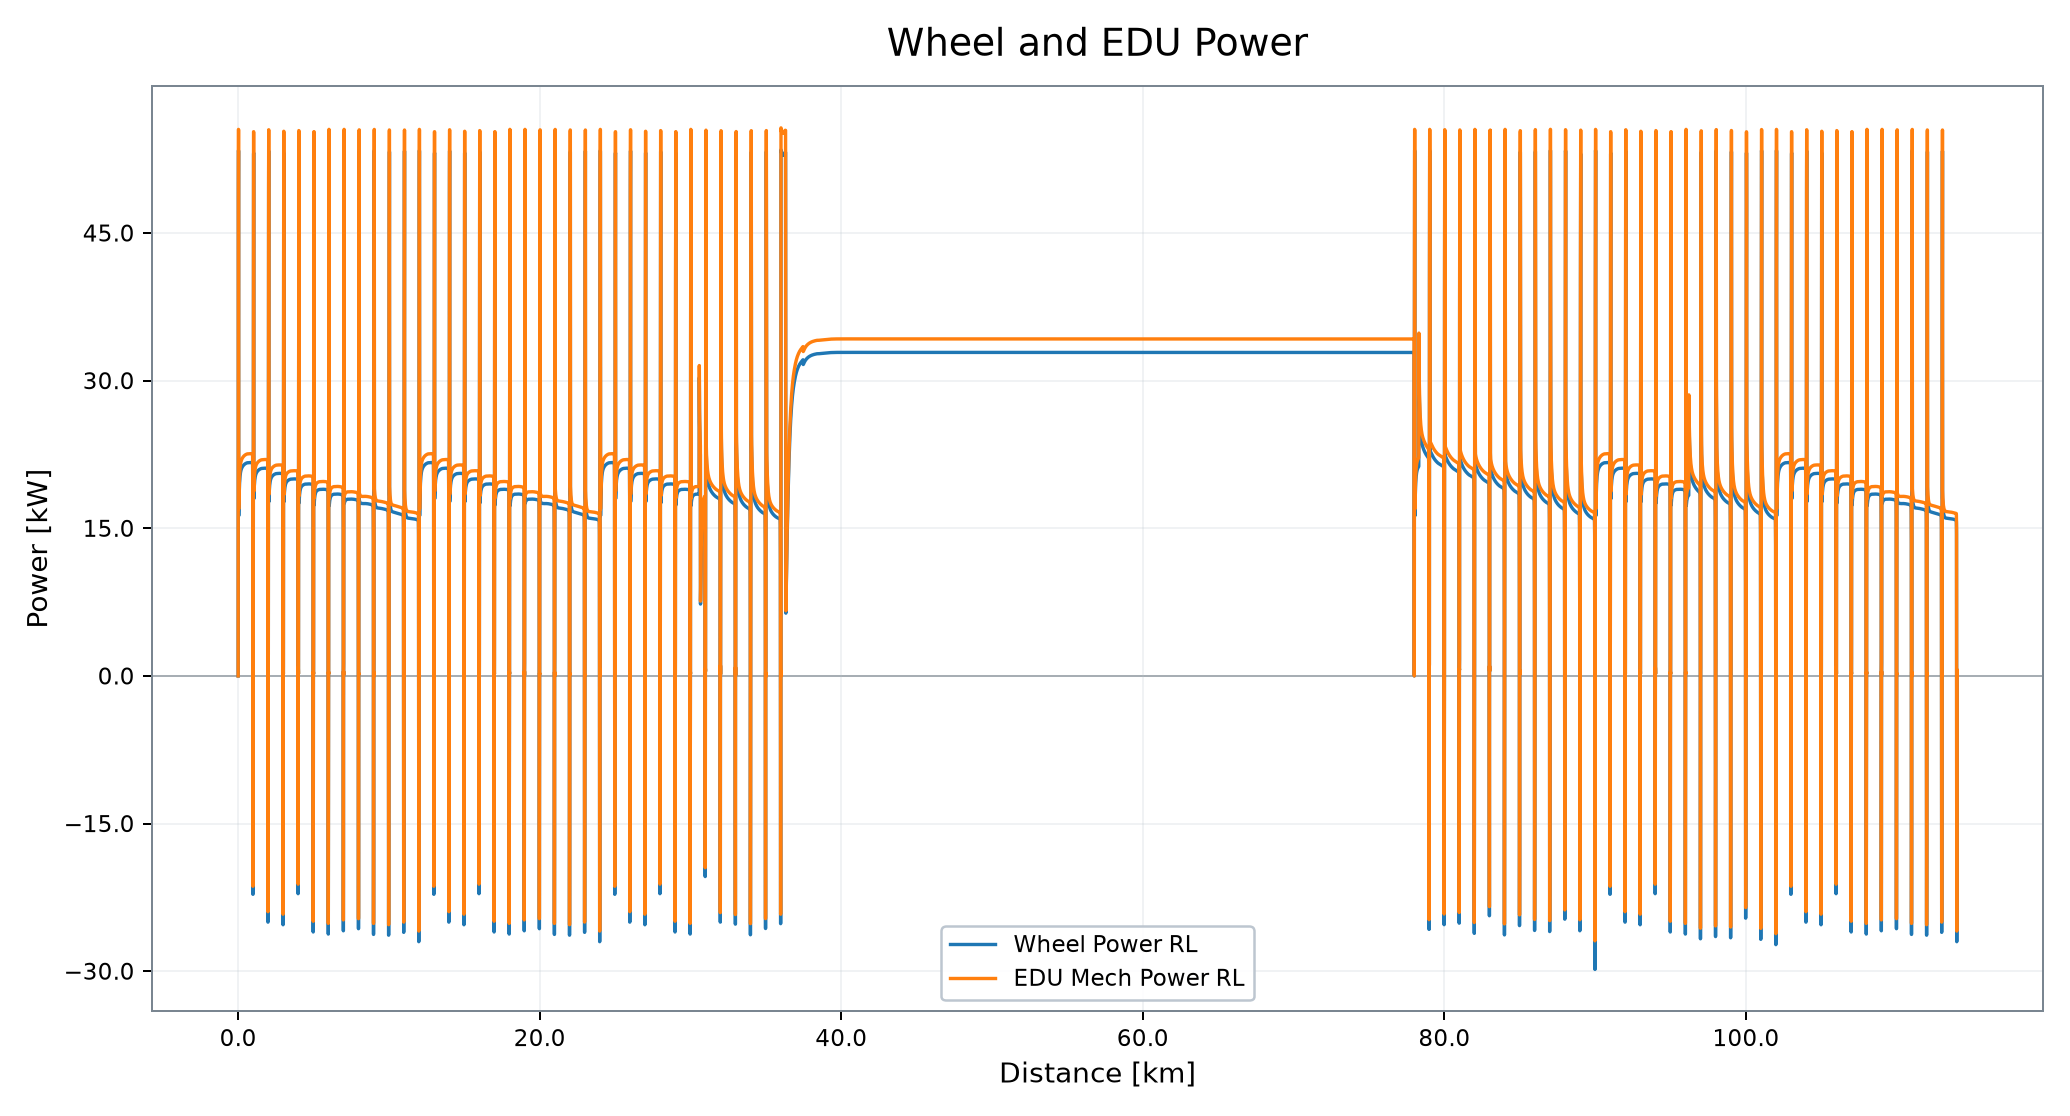 Wheel and EDU Power
Power [kW]
45.0
30.0
15.0
0.0
−15.0
−30.0
Wheel Power RL
EDU Mech Power RL
0.0 20.0 40.0 60.0 80.0 100.0
Distance [km]